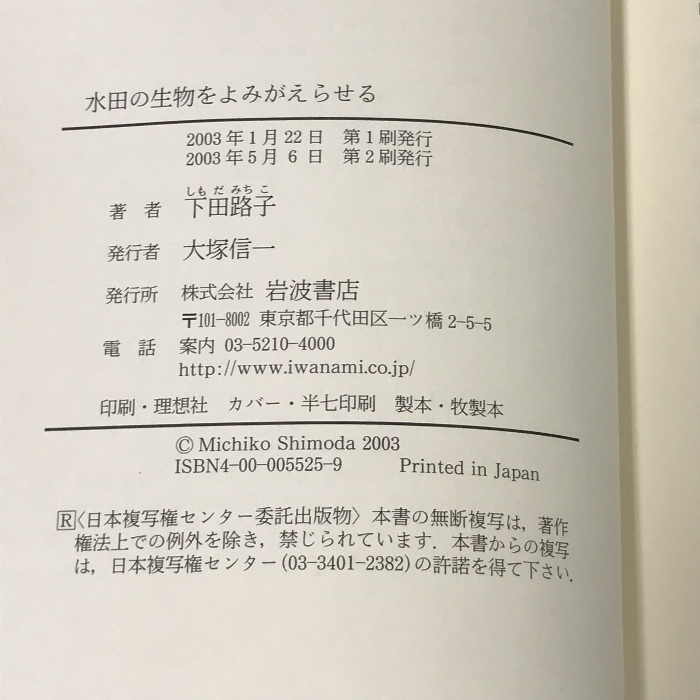 水田の生物をよみがえらせる
2003年1月22日 第1刷発行
2003年5月 6日 第2刷発行
しもだみちこ
著者 下田路子
発行者 大塚信一
発行所 株式会社 岩波書店
〒101-8002 東京都千代田区一ツ橋2-5-5
電話 案内 03-5210-4000
http://www.iwanami.co.jp/
印刷・理想社 カバー・半七印刷 製本・牧製本
© Michiko Shimoda 2003
ISBN4-00-005525-9 Printed in Japan
R〈日本複写権センター委託出版物〉本書の無断複写は，著作
権法上での例外を除き，禁じられています．本書からの複写
は，日本複写権センター(03-3401-2382)の許諾を得て下さい．